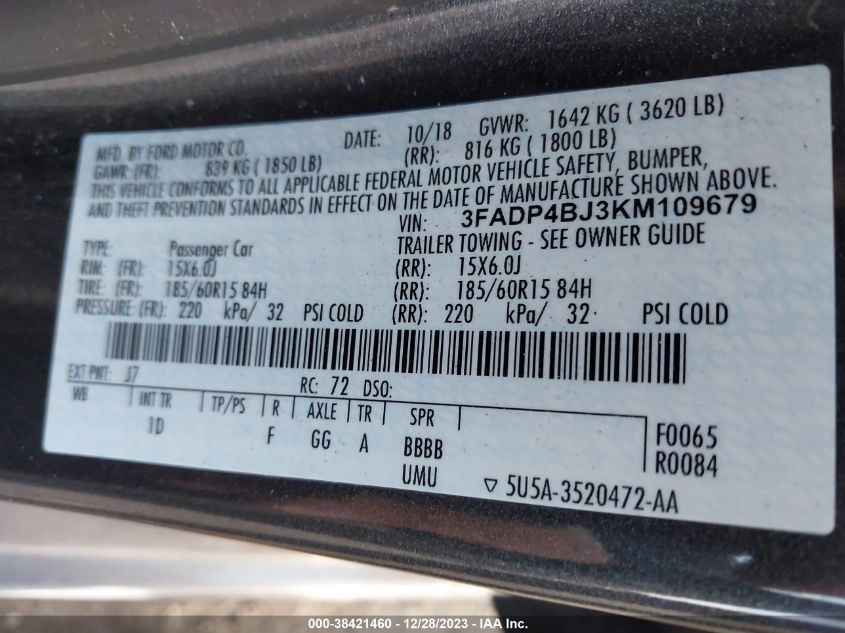 MFD. BY FORD MOTOR CO. DATE: 10/18 GVWR: 1642 KG ( 3620 LB)
GAWR: (FR): 839 KG ( 1850 LB) (RR): 816 KG ( 1800 LB)
THIS VEHICLE CONFORMS TO ALL APPLICABLE FEDERAL MOTOR VEHICLE SAFETY, BUMPER,
AND THEFT PREVENTION STANDARDS IN EFFECT ON THE DATE OF MANUFACTURE SHOWN ABOVE.
VIN: 3FADP4BJ3KM109679
TYPE: Passenger Car TRAILER TOWING - SEE OWNER GUIDE
RIM: (FR): 15X6.0J (RR): 15X6.0J
TIRE: (FR): 185/60R15 84H (RR): 185/60R15 84H
PRESSURE: (FR): 220 kPa/ 32 PSI COLD (RR): 220 kPa/ 32 PSI COLD
EXT PNT: J7 RC: 72 DSO:
WB INT TR TP/PS R AXLE TR SPR F0065
1D F GG A BBBB R0084
UMU ▽ 5U5A-3520472-AA
000-38421460 - 12/28/2023 - IAA Inc.